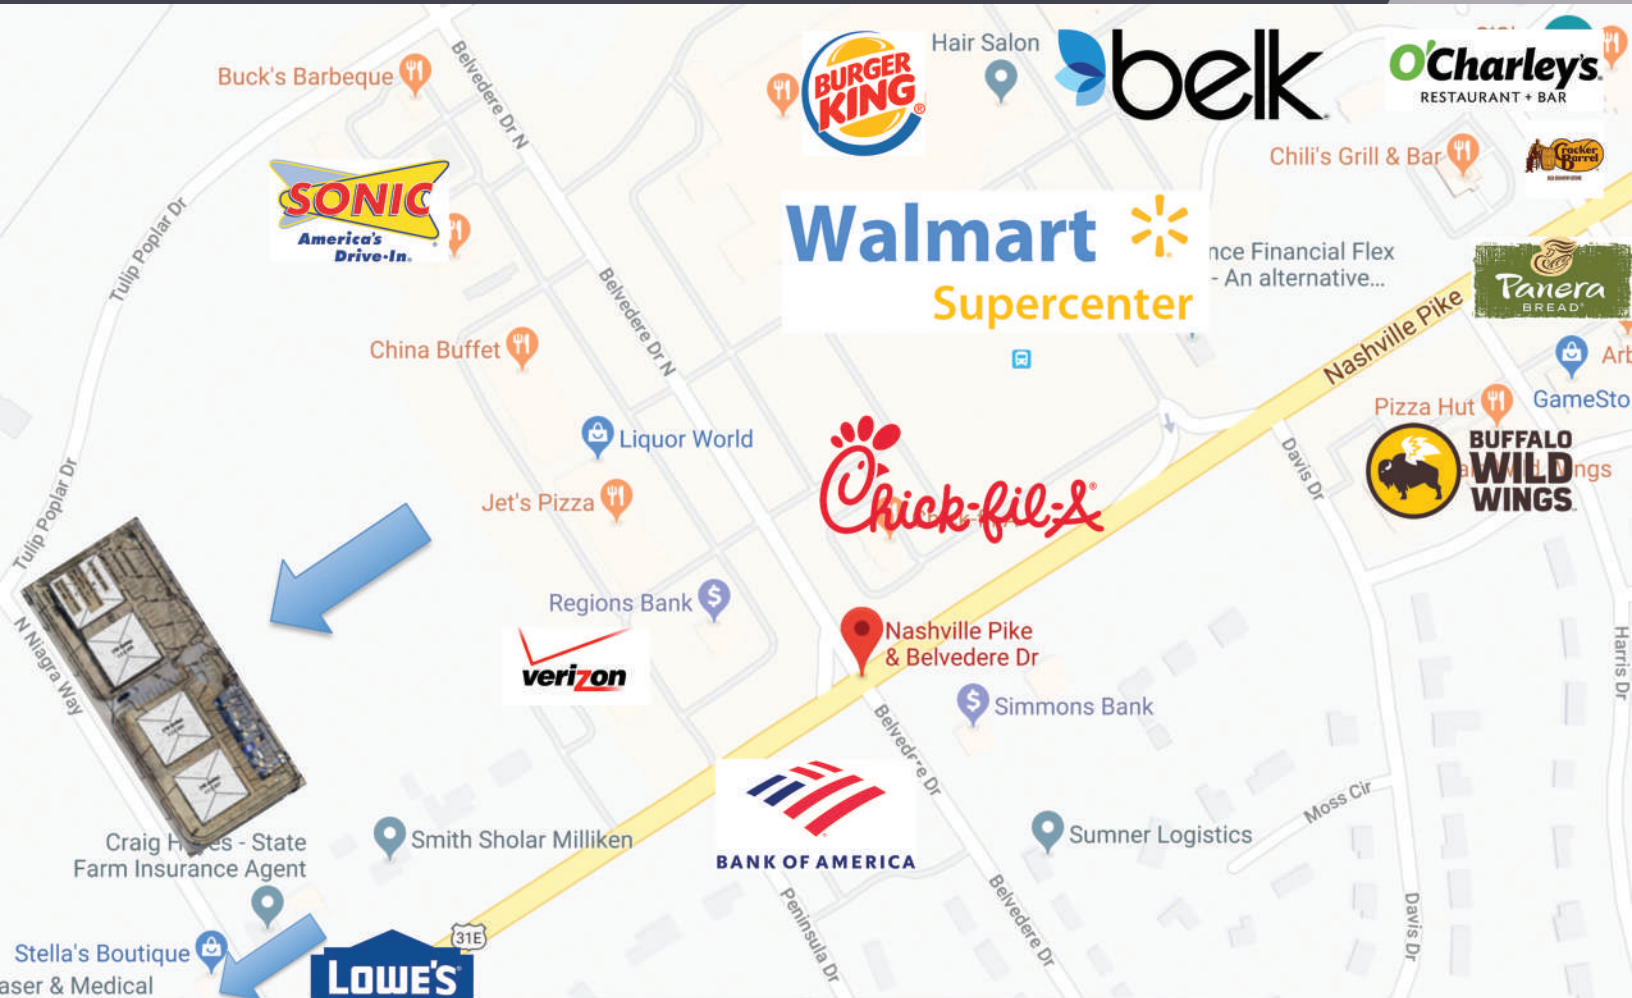 Buck's Barbeque
Belvedere Dr N
BURGER
KING
®
Hair Salon
belk
O'Charley's
RESTAURANT + BAR
Chili's Grill & Bar
Cracker
Barrel
SONIC
America's
Drive-In
Tulip Poplar Dr
Walmart
Supercenter
nce Financial Flex
- An alternative...
Panera
BREAD
Nashville Pike
Belvedere Dr N
China Buffet
Arb
GameSto
Pizza Hut
Liquor World
BUFFALO
WILD
WINGS
Davis Dr
Jet's Pizza
Chick-fil-A
Tulip Poplar Dr
Regions Bank
Nashville Pike
& Belvedere Dr
verizon
N Niagra Way
Harris Dr
Simmons Bank
Belvedere Dr
BANK OF AMERICA
Moss Cir
Sumner Logistics
Smith Sholar Milliken
Craig H es - State
Farm Insurance Agent
Peninsula Dr
Belvedere Dr
Davis Dr
31E
Stella's Boutique
LOWE'S
aser & Medical